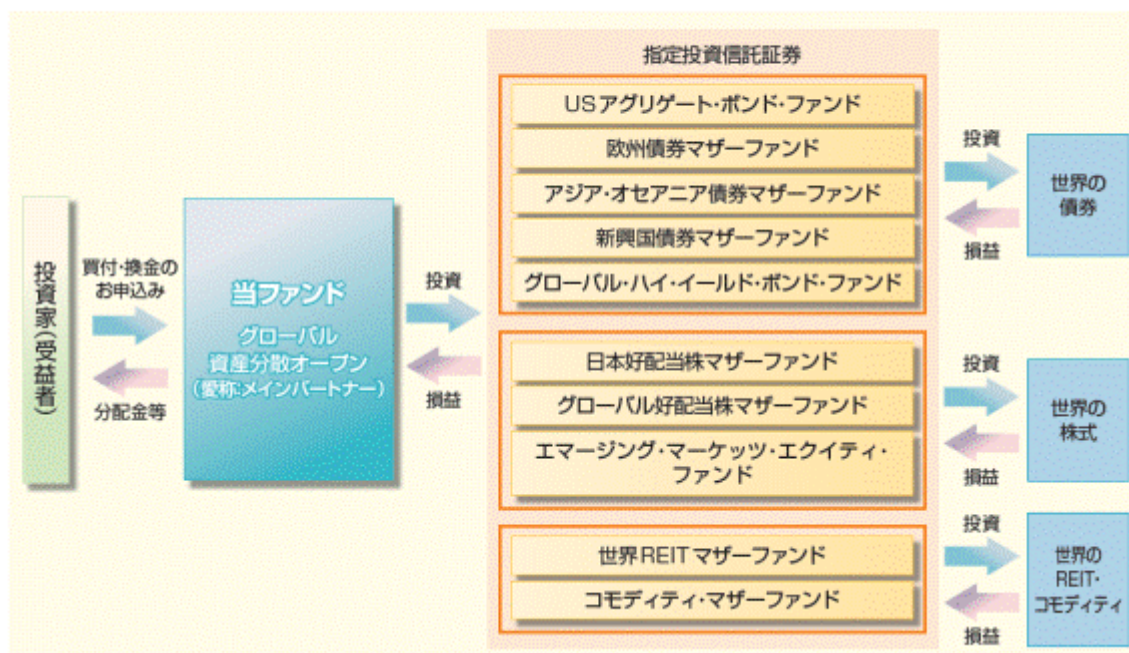 投資家(受益者)
買付・換金の
お申込み
分配金等
当ファンド
グローバル
資産分散オープン
(愛称:メインパートナー)
投資
損益
指定投資信託証券
USアグリゲート・ボンド・ファンド
欧州債券マザーファンド
アジア・オセアニア債券マザーファンド
新興国債券マザーファンド
グローバル・ハイ・イールド・ボンド・ファンド
投資
損益
世界の
債券
日本好配当株マザーファンド
グローバル好配当株マザーファンド
エマージング・マーケッツ・エクイティ・
ファンド
投資
損益
世界の
株式
世界REITマザーファンド
コモディティ・マザーファンド
投資
損益
世界の
REIT・
コモディティ